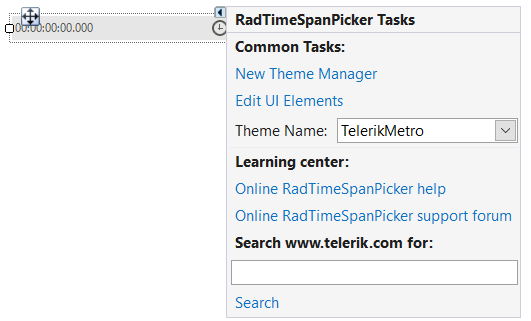 00:00:00:00.000
RadTimeSpanPicker Tasks
Common Tasks:
New Theme Manager
Edit UI Elements
Theme Name: TelerikMetro
Learning center:
Online RadTimeSpanPicker help
Online RadTimeSpanPicker support forum
Search www.telerik.com for:
Search